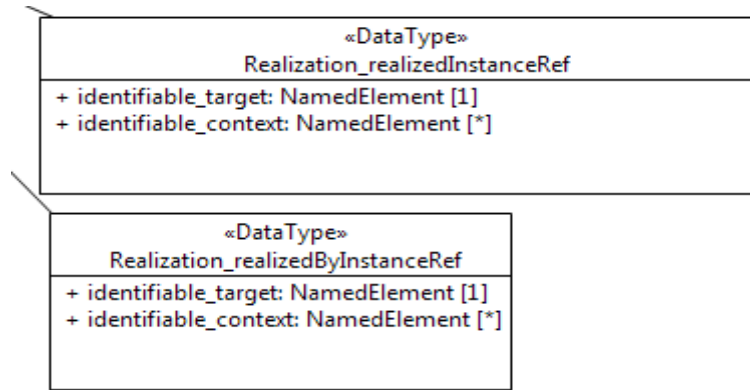 «DataType»
Realization_realizedInstanceRef
+ identifiable_target: NamedElement [1]
+ identifiable_context: NamedElement [*]
«DataType»
Realization_realizedByInstanceRef
+ identifiable_target: NamedElement [1]
+ identifiable_context: NamedElement [*]